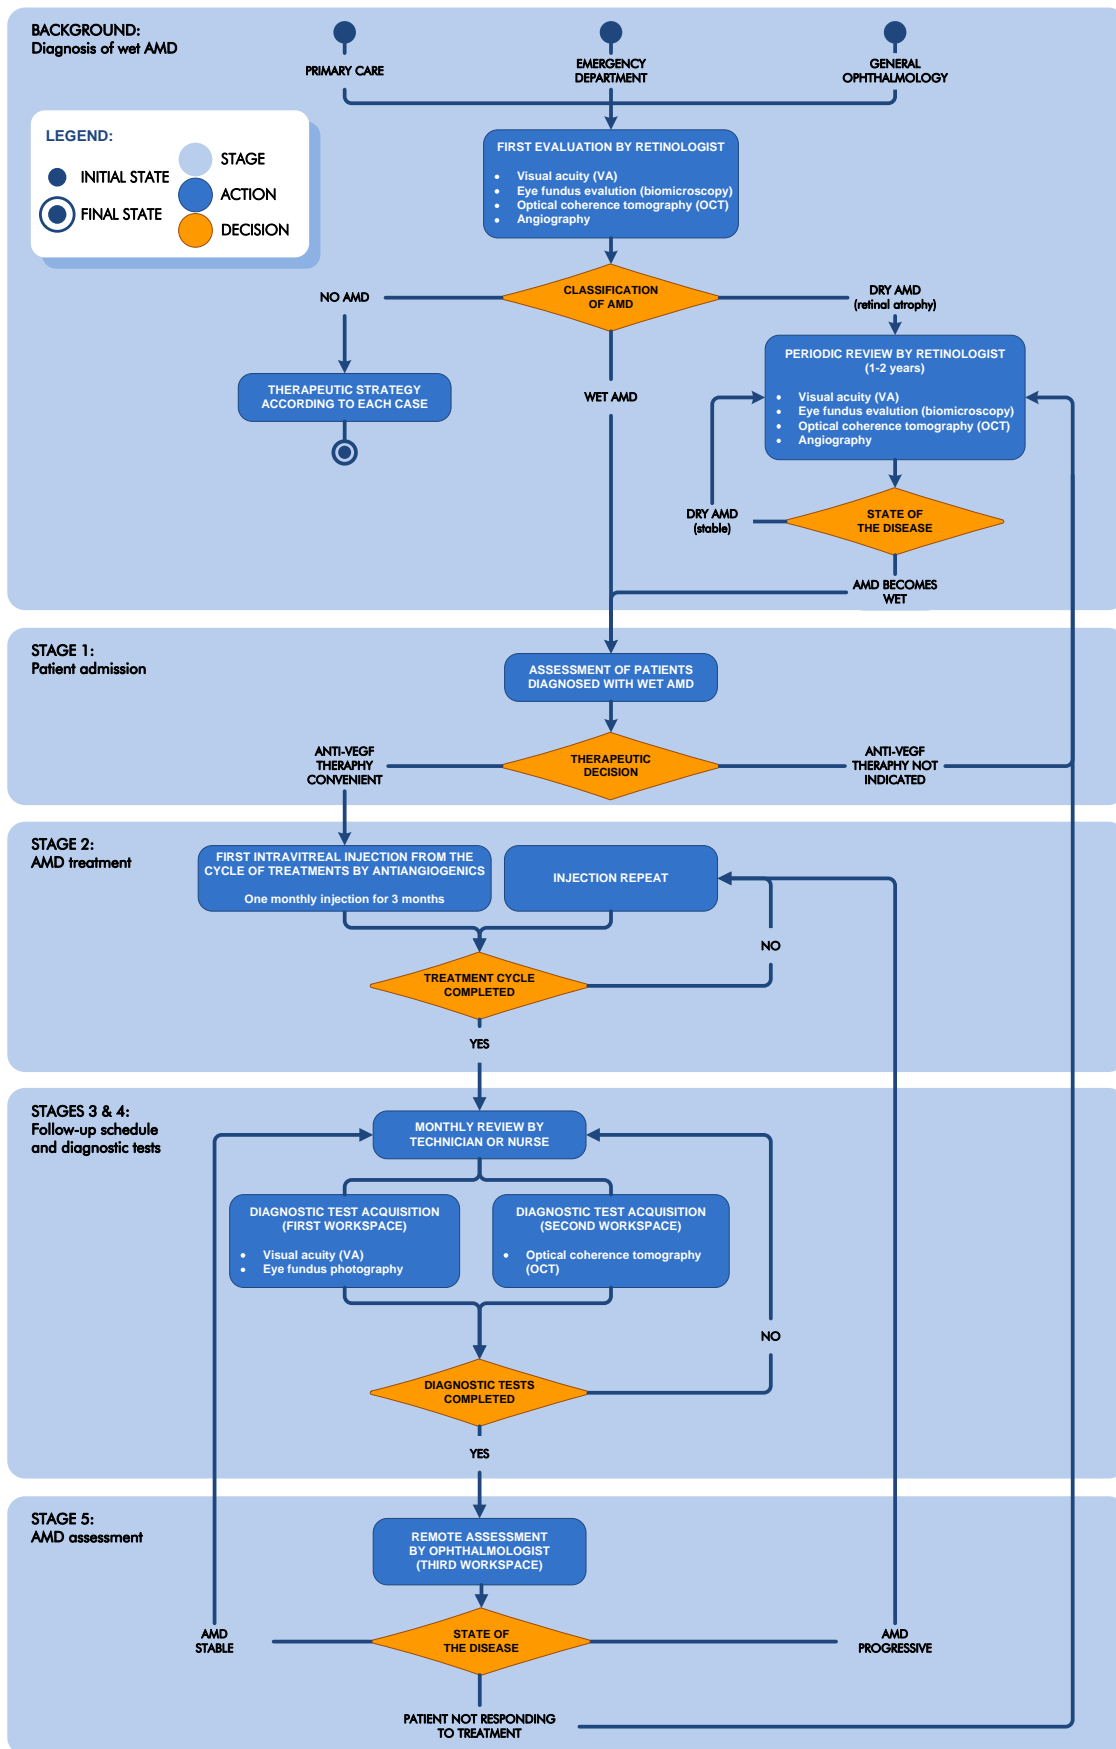 BACKGROUND:
Diagnosis of wet AMD
PRIMARY CARE
EMERGENCY
DEPARTMENT
GENERAL
OPHTHALMOLOGY
LEGEND:
INITIAL STATE
FINAL STATE
STAGE
ACTION
DECISION
FIRST EVALUATION BY RETINOLOGIST
• Visual acuity (VA)
• Eye fundus evalution (biomicroscopy)
• Optical coherence tomography (OCT)
• Angiography
CLASSIFICATION
OF AMD
NO AMD
DRY AMD
(retinal atrophy)
THERAPEUTIC STRATEGY
ACCORDING TO EACH CASE
WET AMD
PERIODIC REVIEW BY RETINOLOGIST
(1-2 years)
• Visual acuity (VA)
• Eye fundus evalution (biomicroscopy)
• Optical coherence tomography (OCT)
• Angiography
DRY AMD
(stable)
STATE OF
THE DISEASE
AMD BECOMES
WET
STAGE 1:
Patient admission
ASSESSMENT OF PATIENTS
DIAGNOSED WITH WET AMD
ANTI-VEGF
THERAPHY
CONVENIENT
THERAPEUTIC
DECISION
ANTI-VEGF
THERAPHY NOT
INDICATED
STAGE 2:
AMD treatment
FIRST INTRAVITREAL INJECTION FROM THE
CYCLE OF TREATMENTS BY ANTIANGIOGENICS
One monthly injection for 3 months
INJECTION REPEAT
NO
TREATMENT CYCLE
COMPLETED
YES
STAGES 3 & 4:
Follow-up schedule
and diagnostic tests
MONTHLY REVIEW BY
TECHNICIAN OR NURSE
DIAGNOSTIC TEST ACQUISITION
(FIRST WORKSPACE)
• Visual acuity (VA)
• Eye fundus photography
DIAGNOSTIC TEST ACQUISITION
(SECOND WORKSPACE)
• Optical coherence tomography
(OCT)
NO
DIAGNOSTIC TESTS
COMPLETED
YES
STAGE 5:
AMD assessment
REMOTE ASSESSMENT
BY OPHTHALMOLOGIST
(THIRD WORKSPACE)
AMD
STABLE
STATE OF
THE DISEASE
AMD
PROGRESSIVE
PATIENT NOT RESPONDING
TO TREATMENT